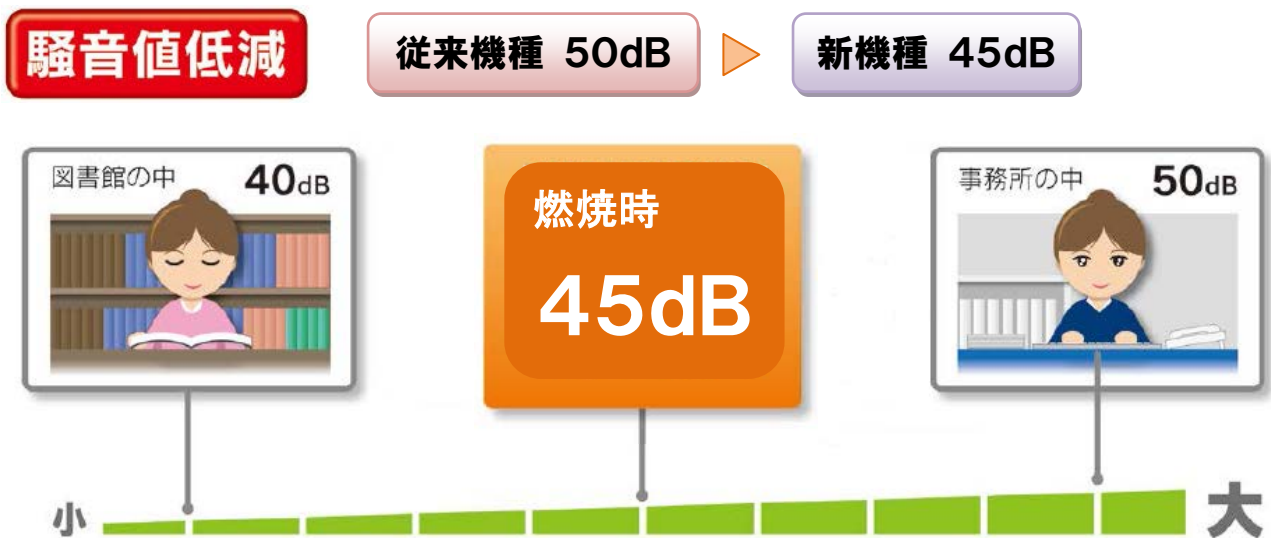 騒音値低減
従来機種 50dB
新機種 45dB
図書館の中 40dB
燃焼時
45dB
事務所の中 50dB
小
大